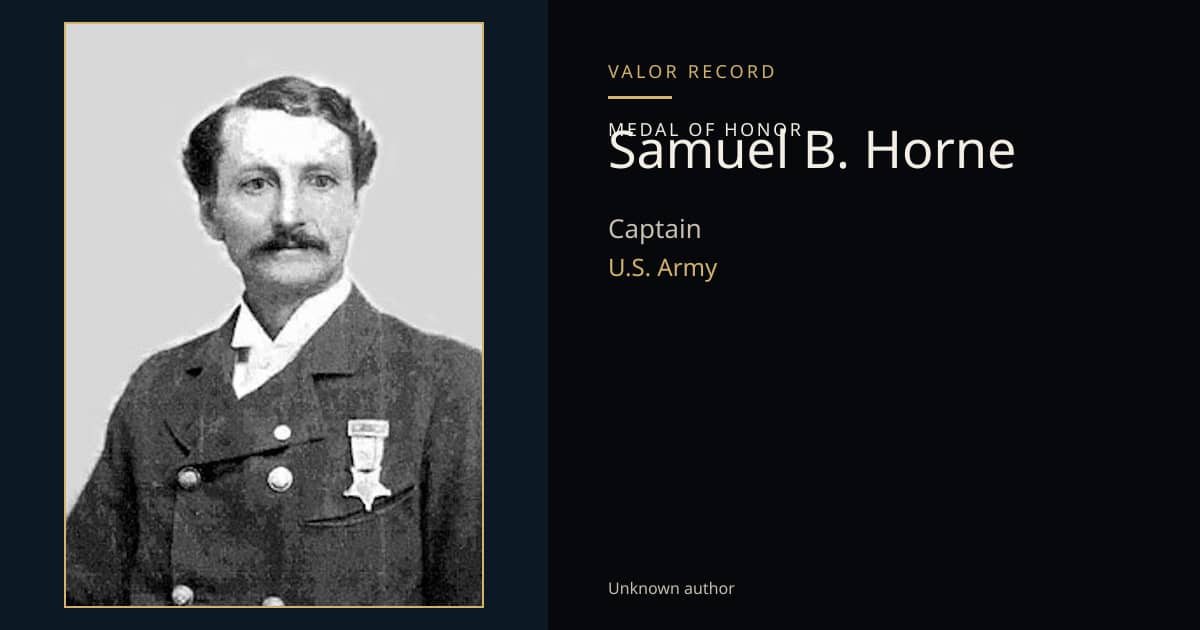 VALOR RECORD
MEDAL OF HONOR
Samuel B. Horne
Captain
U.S. Army
Unknown author